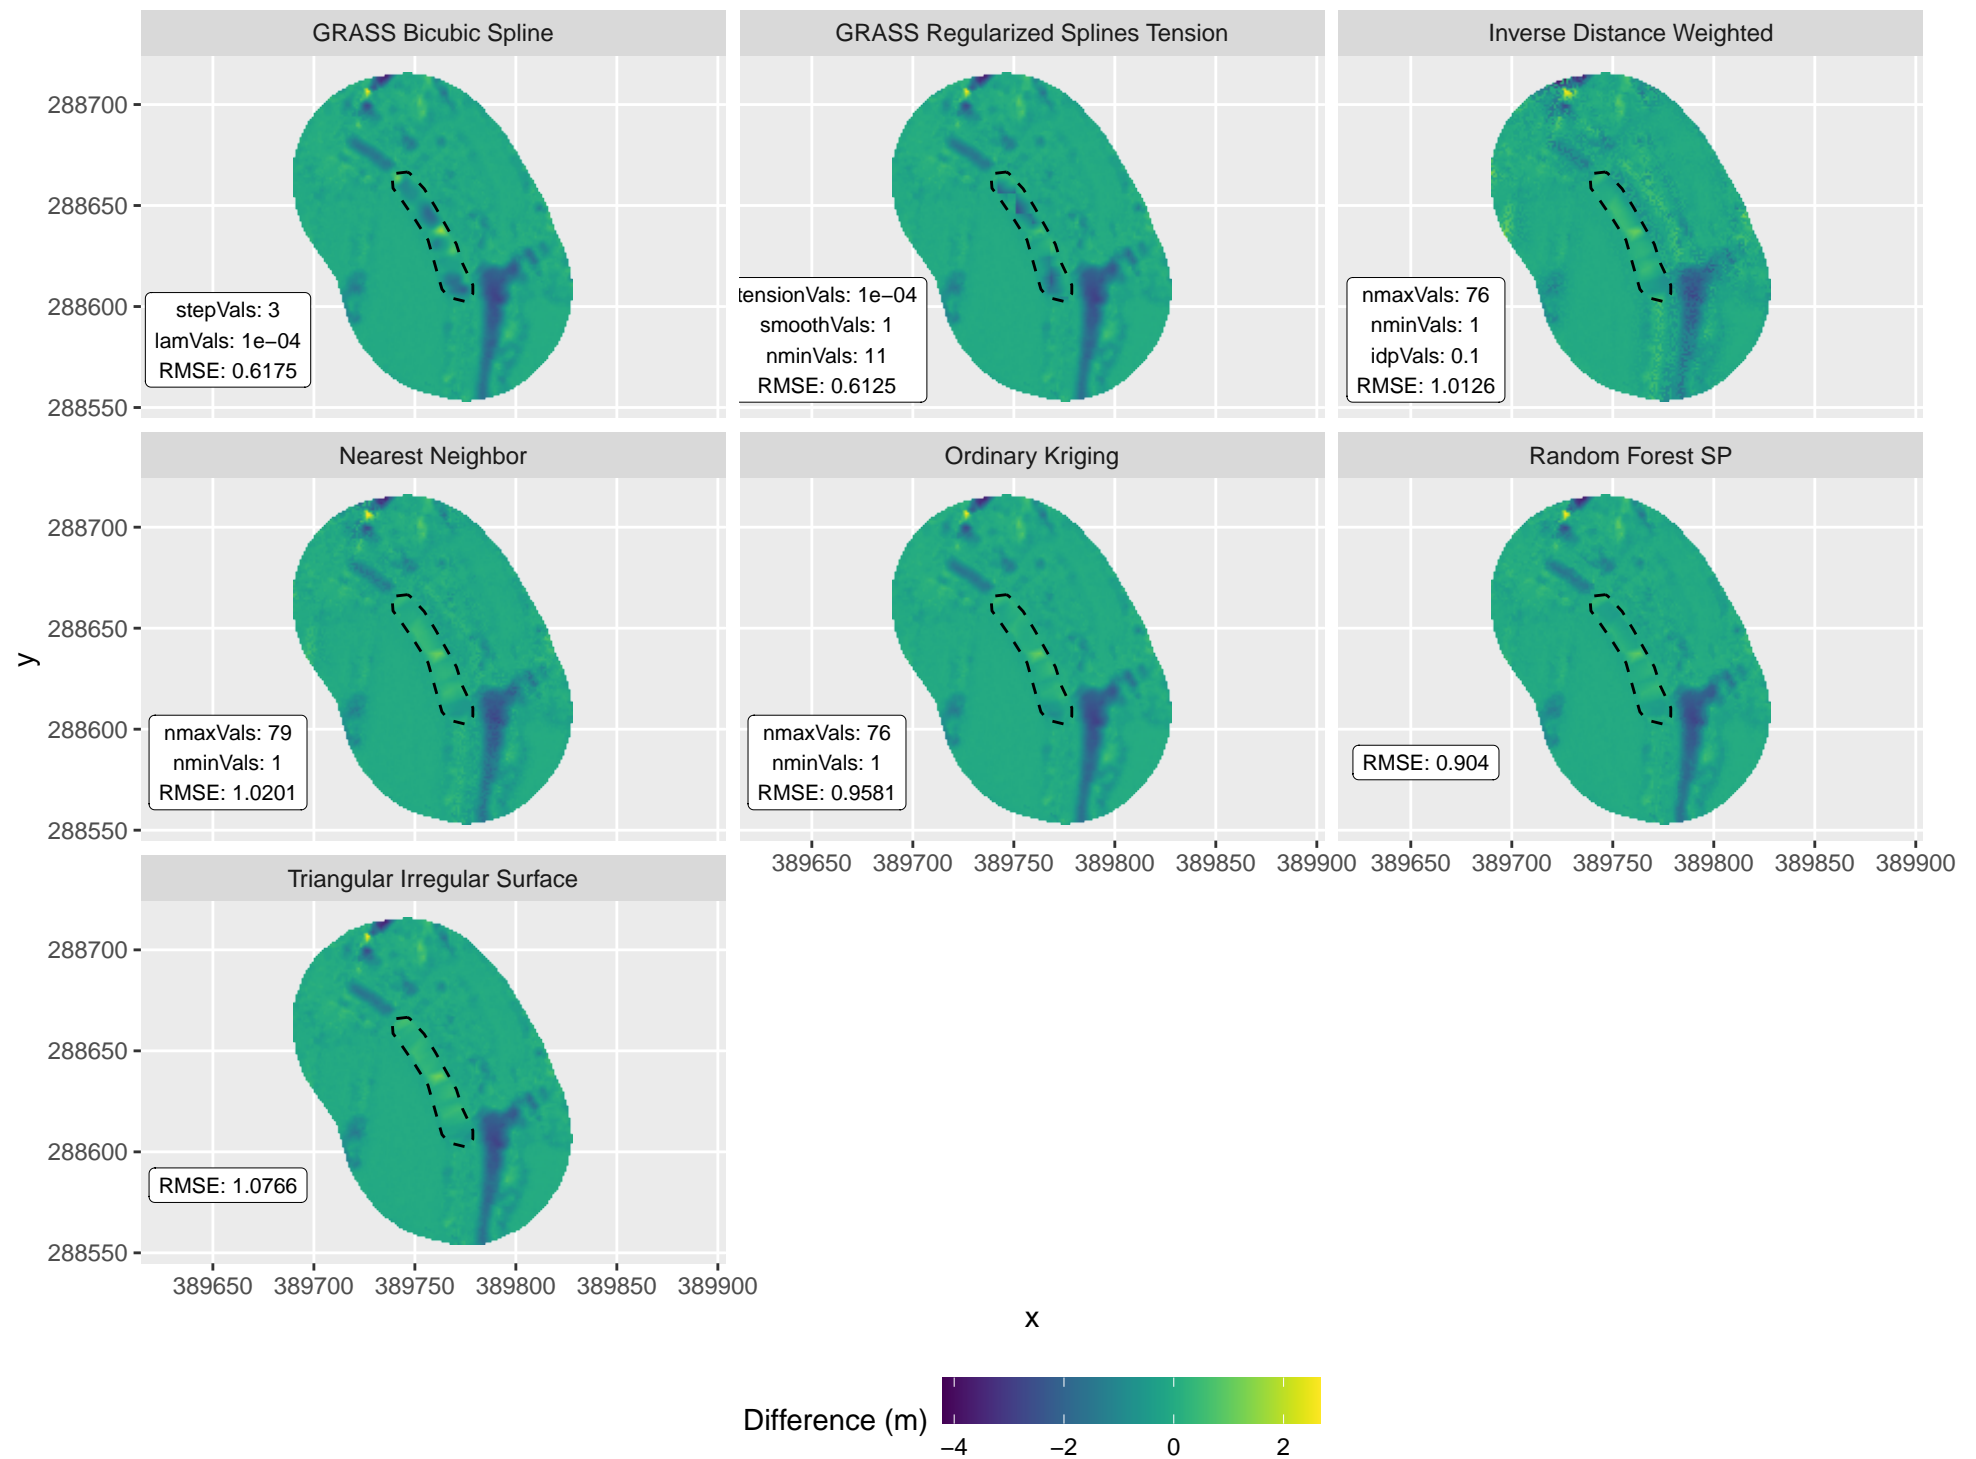 GRASS Bicubic Spline
GRASS Regularized Splines Tension
Inverse Distance Weighted
288700
288650
288600
288550
stepVals: 3
lamVals: 1e−04
RMSE: 0.6175
tensionVals: 1e−04
smoothVals: 1
nminVals: 11
RMSE: 0.6125
nmaxVals: 76
nminVals: 1
idpVals: 0.1
RMSE: 1.0126
Nearest Neighbor
Ordinary Kriging
Random Forest SP
288700
288650
288600
288550
nmaxVals: 79
nminVals: 1
RMSE: 1.0201
nmaxVals: 76
nminVals: 1
RMSE: 0.9581
RMSE: 0.904
389650 389700 389750 389800 389850 389900
389650 389700 389750 389800 389850 389900
y
Triangular Irregular Surface
288700
288650
288600
288550
RMSE: 1.0766
389650 389700 389750 389800 389850 389900
x
Difference (m)
−4 −2 0 2